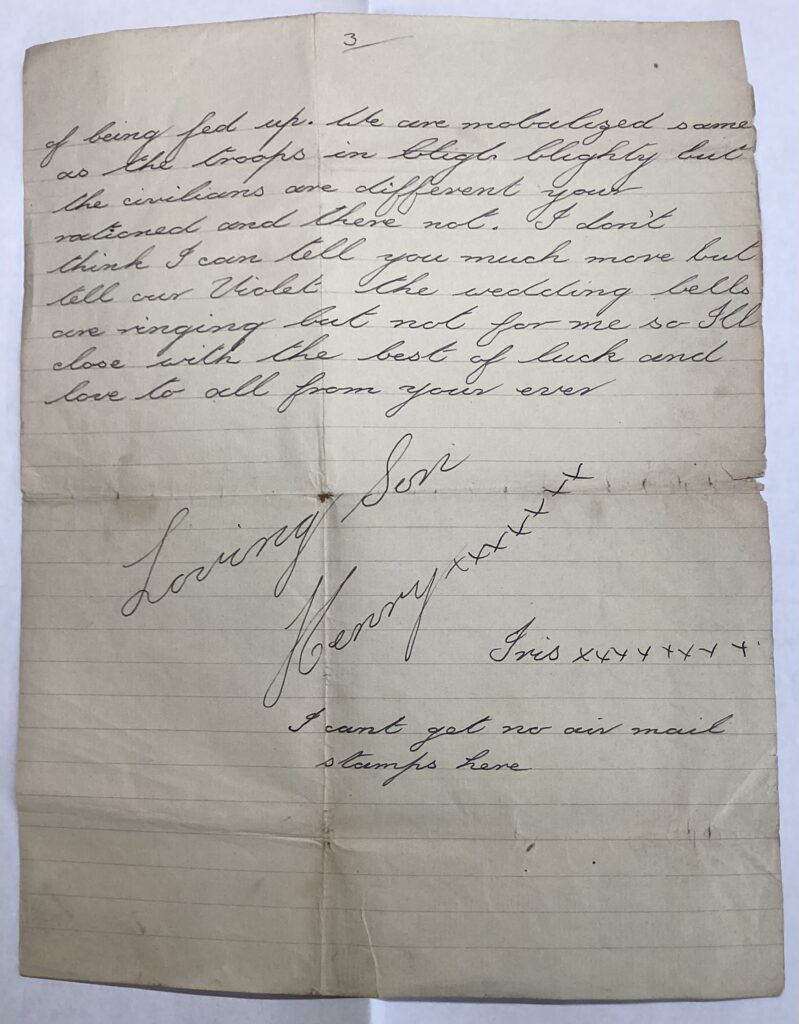 3
of being fed up. We are mobalized same
as the troops in bligh blighty but
the civilians are different your
rationed and there not. I don't
think I can tell you much more but
tell our Violet the wedding bells
are ringing but not for me so I'll
close with the best of luck and
love to all from your ever
Loving Son
Henry xxxxxxx
Iris xxxxxxxx
I cant get no air mail
stamps here